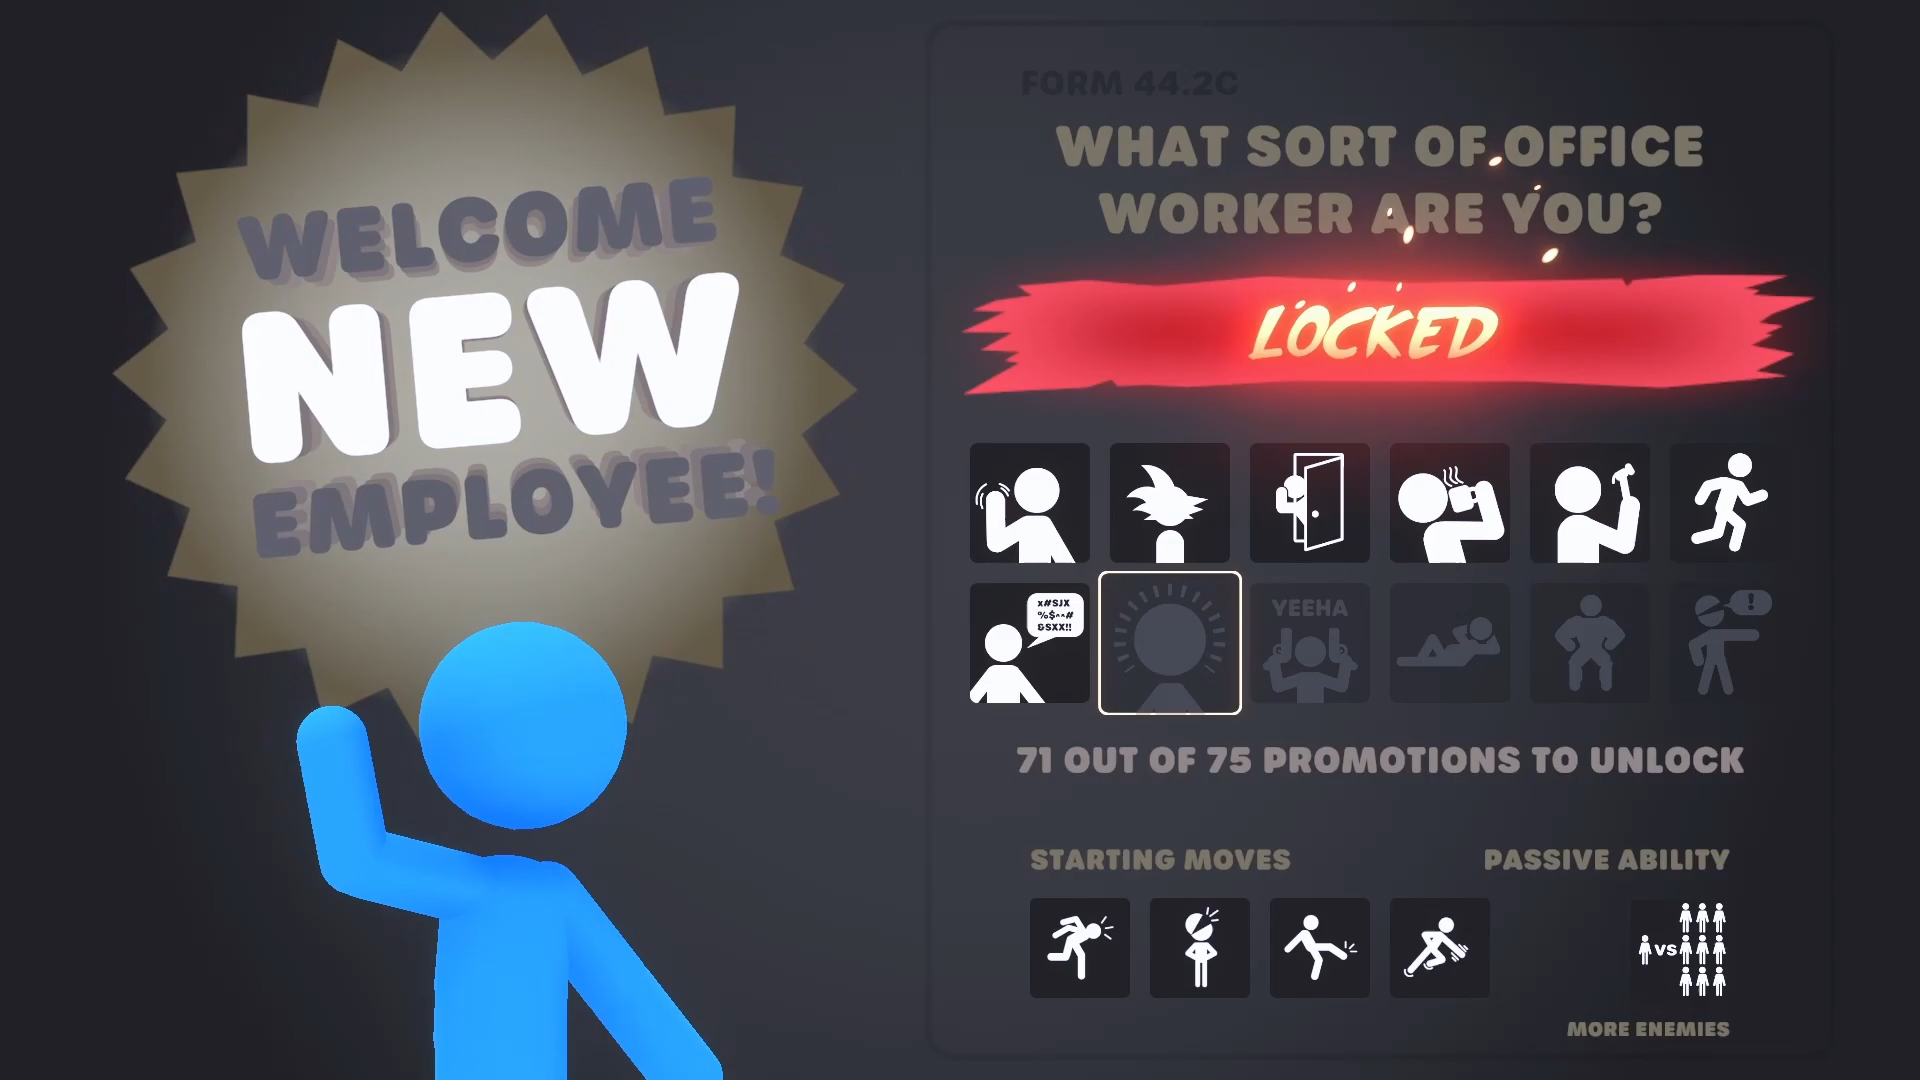 WELCOME
NEW
EMPLOYEE!
FORM 44.2C
WHAT SORT OF OFFICE
WORKER ARE YOU?
LOCKED
X#SJX
%$^^#
&SXX!!
YEEHA
!
71 OUT OF 75 PROMOTIONS TO UNLOCK
STARTING MOVES
PASSIVE ABILITY
VS
MORE ENEMIES